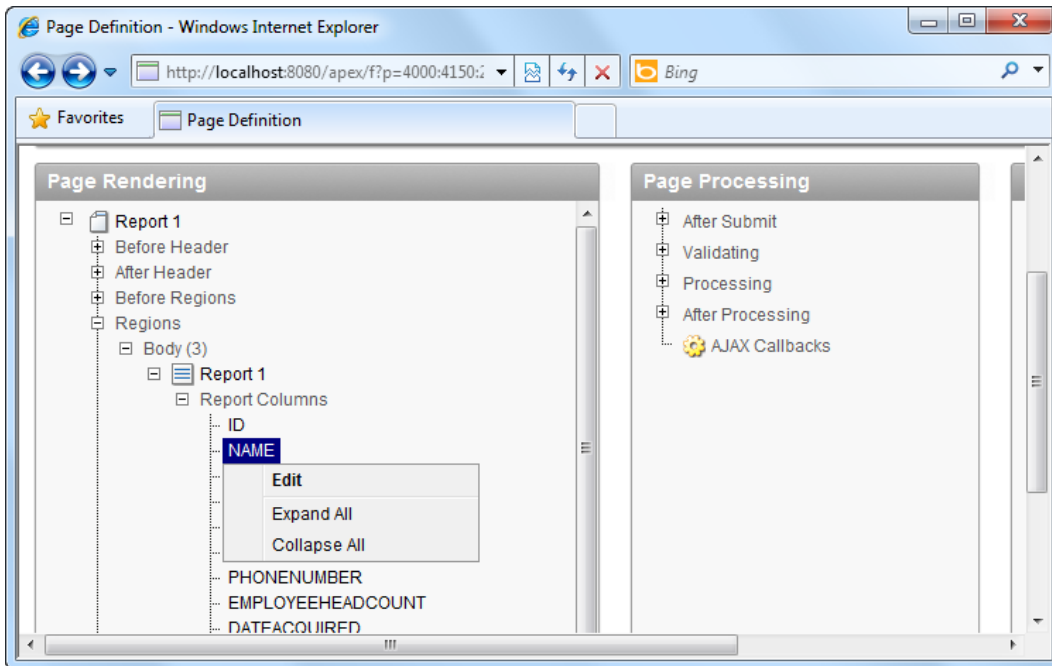 Page Definition - Windows Internet Explorer
http://localhost:8080/apex/f?p=4000:4150:
Bing
Favorites
Page Definition
Page Rendering
Report 1
Before Header
After Header
Before Regions
Regions
Body (3)
Report 1
Report Columns
ID
NAME
Edit
Expand All
Collapse All
PHONENUMBER
EMPLOYEEHEADCOUNT
DATEACQUIRED
Page Processing
After Submit
Validating
Processing
After Processing
AJAX Callbacks